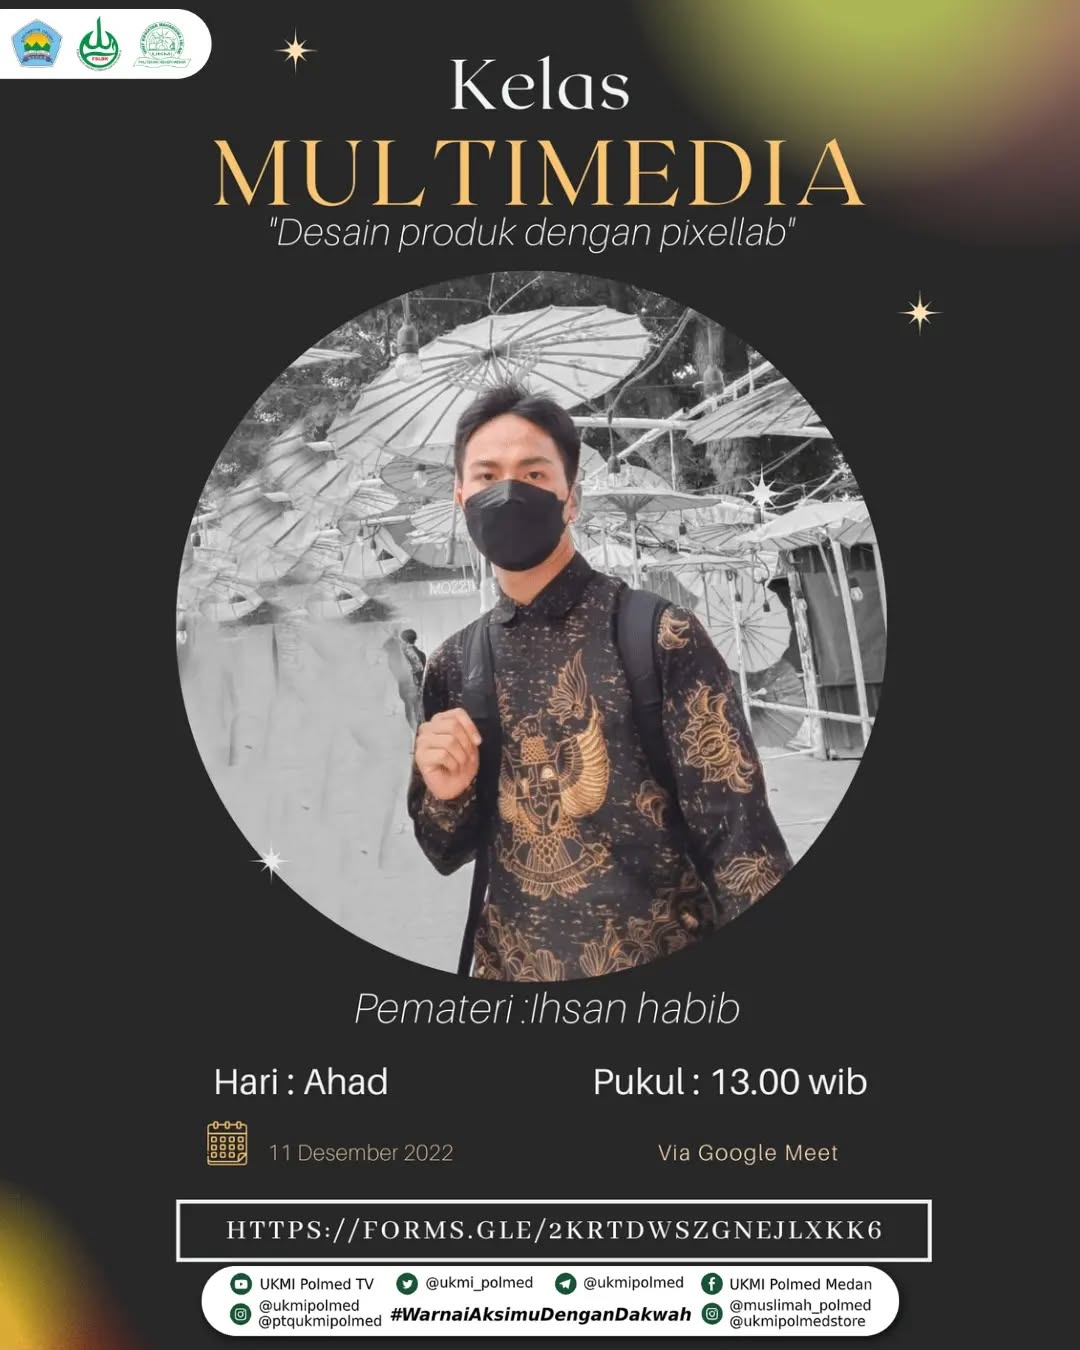 Kelas
MULTIMEDIA
"Desain produk dengan pixellab"
Pemateri :Ihsan habib
Hari : Ahad
Pukul : 13.00 wib
11 Desember 2022
Via Google Meet
HTTPS://FORMS.GLE/2KRTDWSZGNEJLXKK6
UKMI Polmed TV
@ukmi_polmed
@ukmipolmed
UKMI Polmed Medan
@ukmipolmed
@ptqukmipolmed
#WarnaiAksimuDenganDakwah
@muslimah_polmed
@ukmipolmedstore